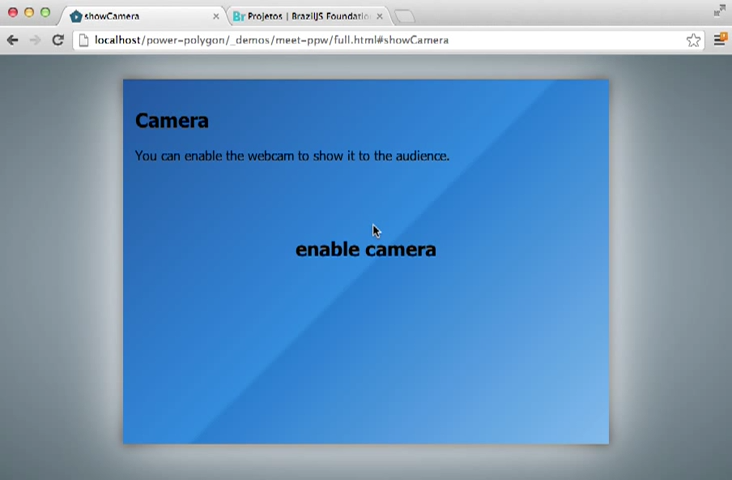 showCamera
Br Projetos | BrazilJS Foundatio
localhost/power-polygon/_demos/meet-ppw/full.html#showCamera
Camera
You can enable the webcam to show it to the audience.
enable camera